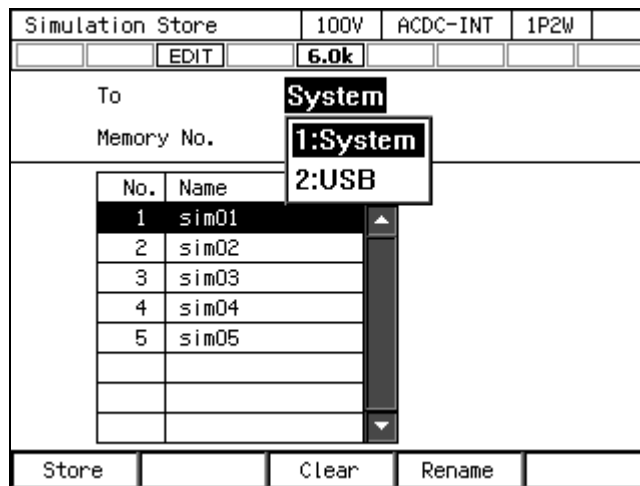 Simulation Store 100V ACDC-INT 1P2W
EDIT 6.0k
To System
Memory No. 1:System
2:USB
No. Name
1 sim01
2 sim02
3 sim03
4 sim04
5 sim05
Store Clear Rename